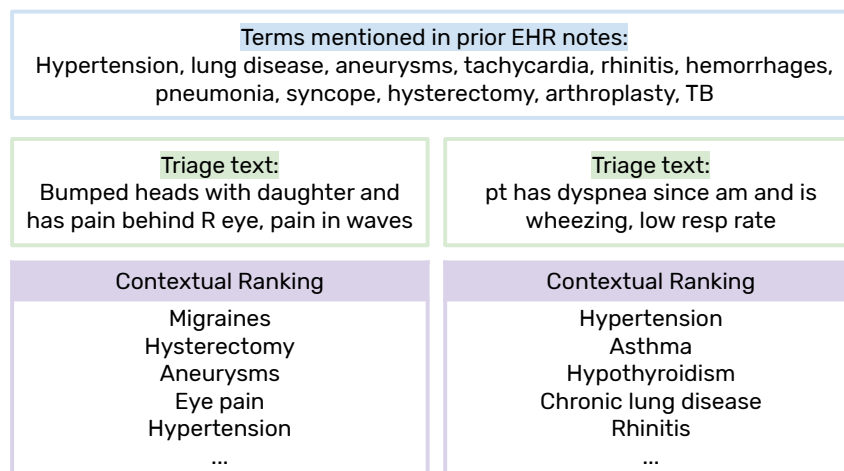 Terms mentioned in prior EHR notes:
Hypertension, lung disease, aneurysms, tachycardia, rhinitis, hemorrhages,
pneumonia, syncope, hysterectomy, arthroplasty, TB
Triage text:
Bumped heads with daughter and
has pain behind R eye, pain in waves
Triage text:
pt has dyspnea since am and is
wheezing, low resp rate
Contextual Ranking
Migraines
Hysterectomy
Aneurysms
Eye pain
Hypertension
...
Contextual Ranking
Hypertension
Asthma
Hypothyroidism
Chronic lung disease
Rhinitis
...